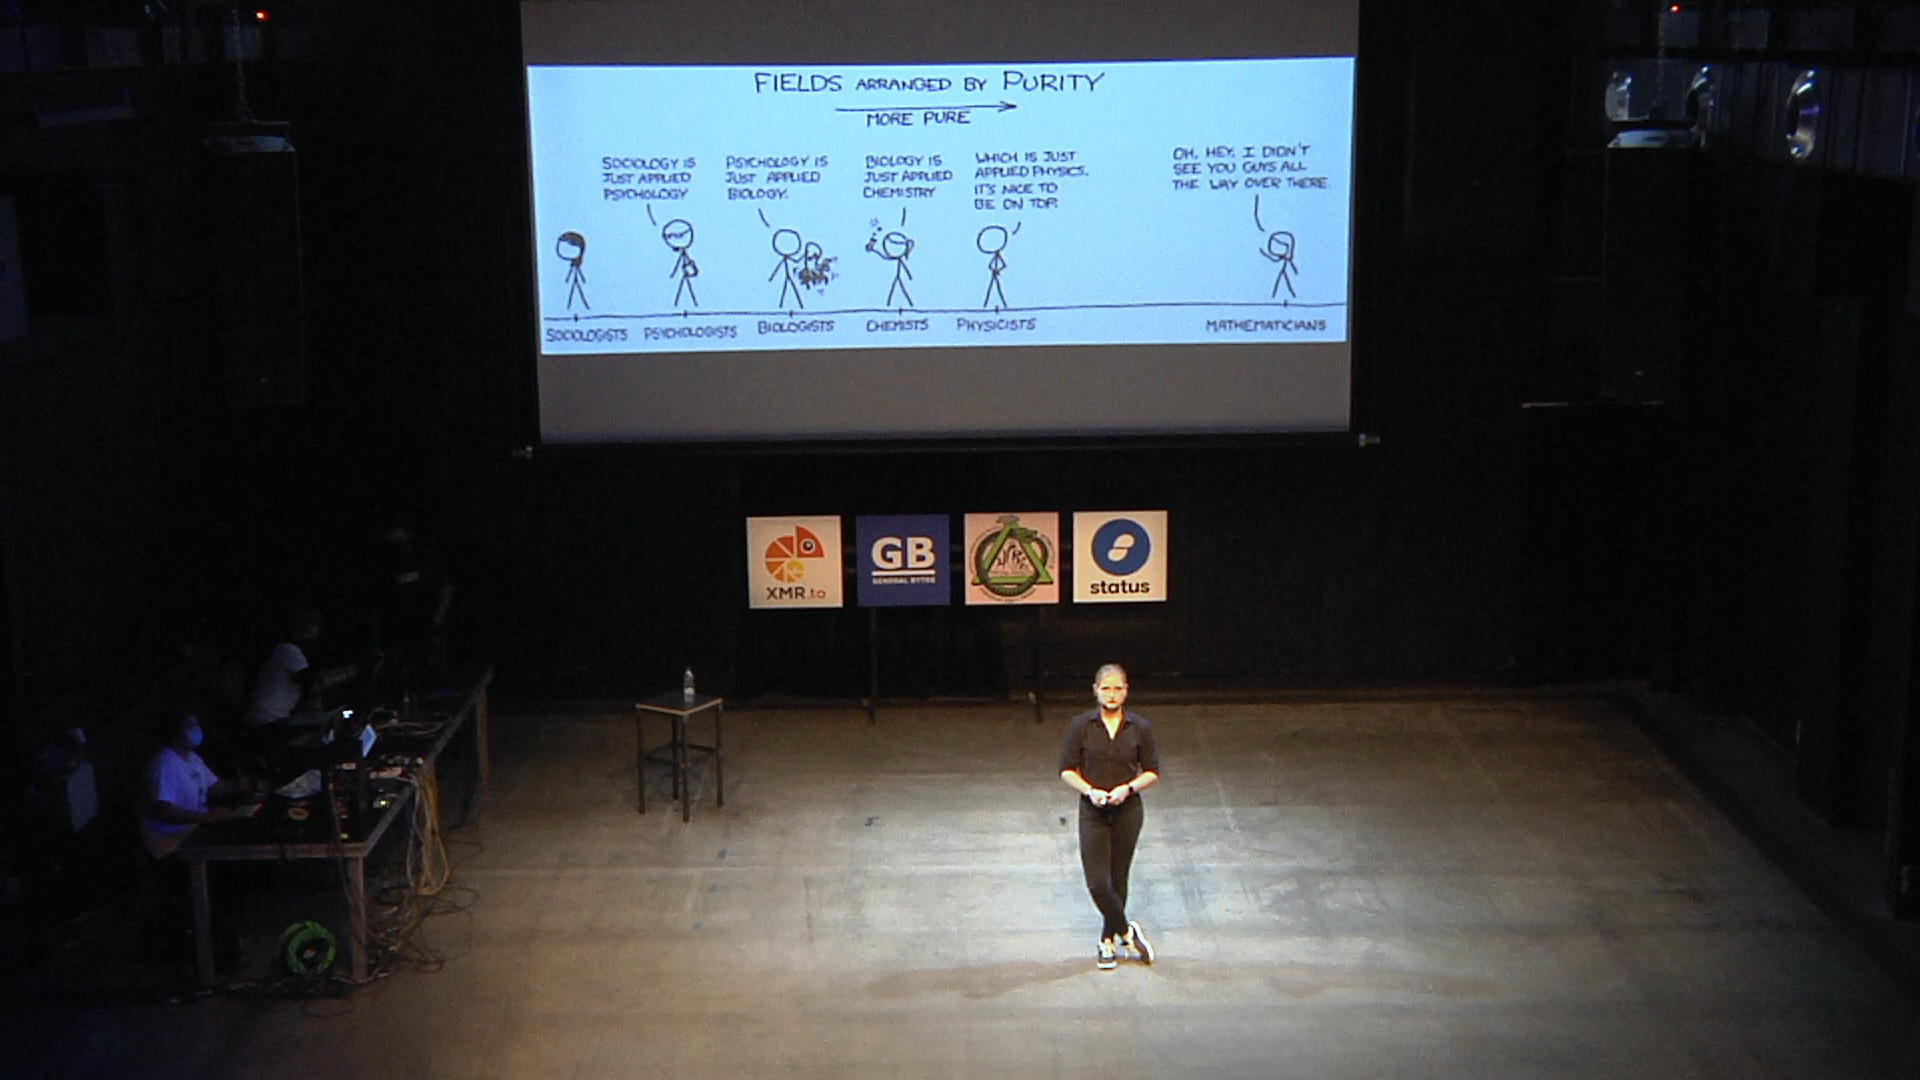 FIELDS ARRANGED BY PURITY
MORE PURE
SOCIOLOGY IS
JUST APPLIED
PSYCHOLOGY
PSYCHOLOGY IS
JUST APPLIED
BIOLOGY.
BIOLOGY IS
JUST APPLIED
CHEMISTRY
WHICH IS JUST
APPLIED PHYSICS.
IT'S NICE TO
BE ON TOP.
OH, HEY, I DIDN'T
SEE YOU GUYS ALL
THE WAY OVER THERE.
SOCIOLOGISTS
PSYCHOLOGISTS
BIOLOGISTS
CHEMISTS
PHYSICISTS
MATHEMATICIANS
XMR.to
GB
GENERAL BYTES
status